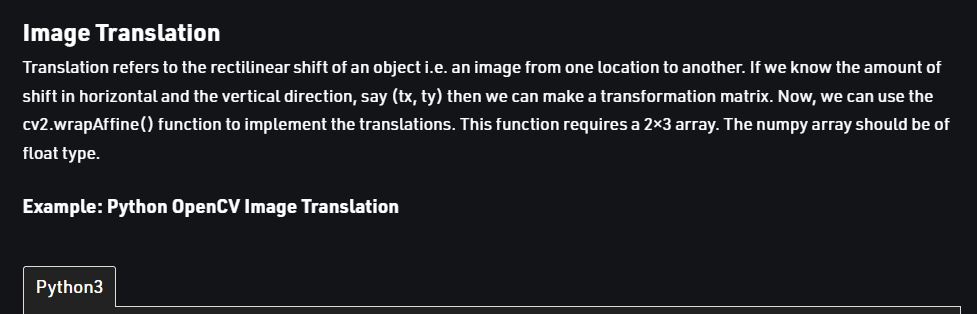 Image Translation
Translation refers to the rectilinear shift of an object i.e. an image from one location to another. If we know the amount of
shift in horizontal and the vertical direction, say (tx, ty) then we can make a transformation matrix. Now, we can use the
cv2.wrapAffine() function to implement the translations. This function requires a 2×3 array. The numpy array should be of
float type.
Example: Python OpenCV Image Translation
Python3